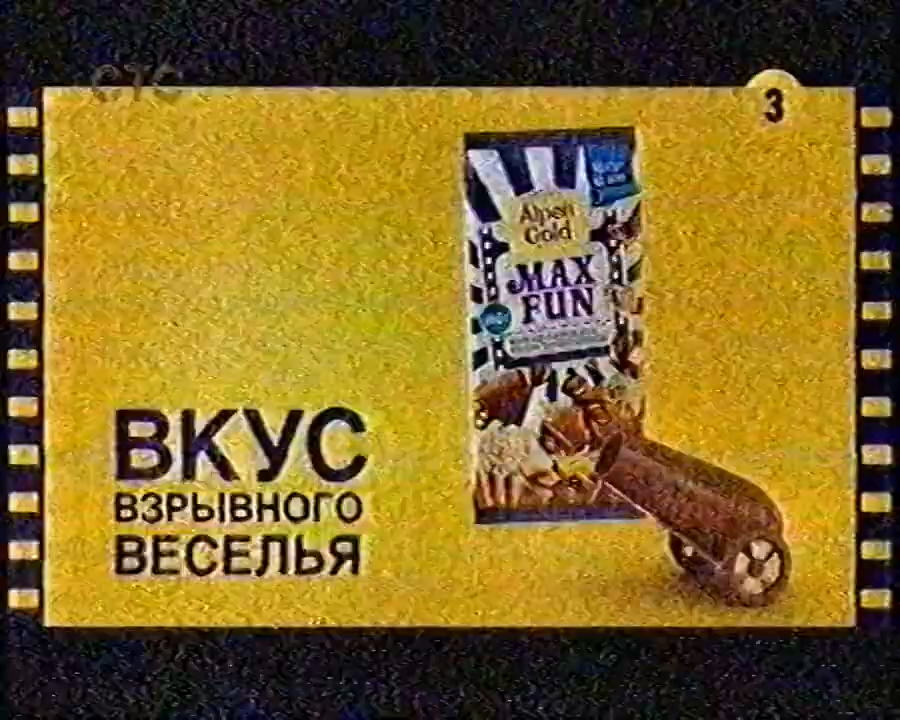 СТС
3
Alpen
Gold
MAX
FUN
ВКУС
ВЗРЫВНОГО
ВЕСЕЛЬЯ